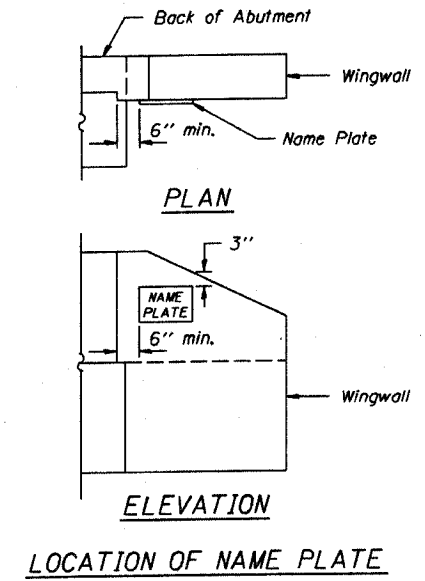 Back of Abutment
Wingwall
6" min.
Name Plate
PLAN
3"
NAME
PLATE
6" min.
Wingwall
ELEVATION
LOCATION OF NAME PLATE